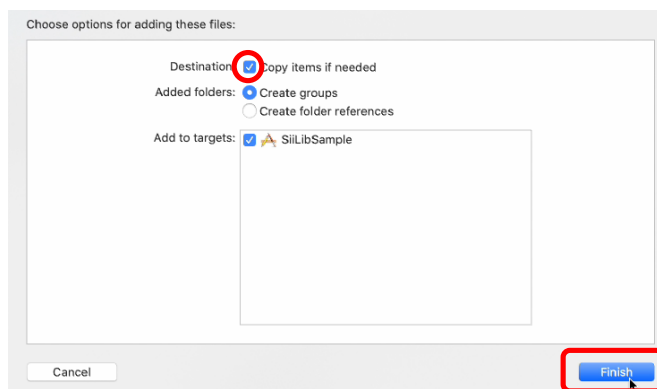 Choose options for adding these files:
Destination: Copy items if needed
Added folders: Create groups
Create folder references
Add to targets: SiiLibSample
Cancel Finish